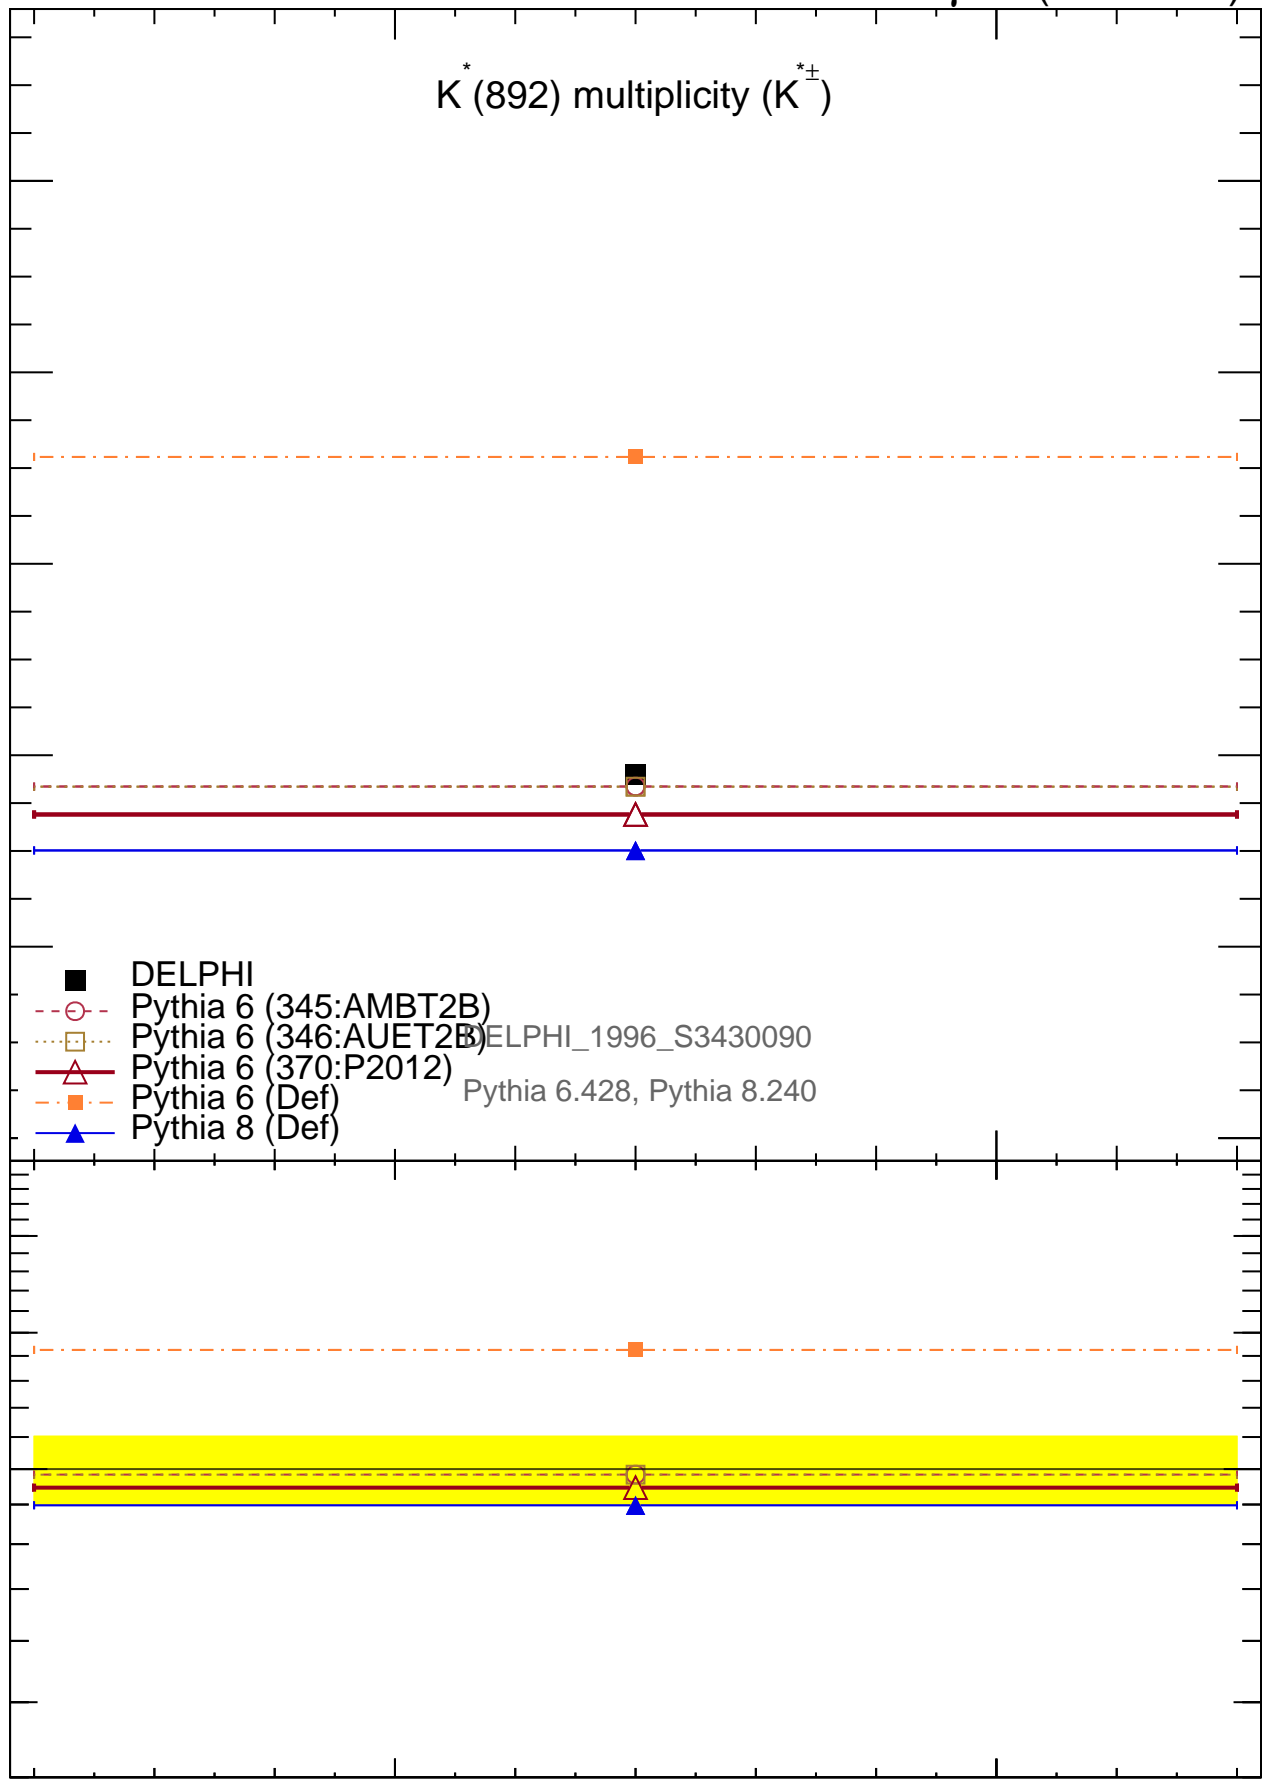 K*(892) multiplicity (K*±)
DELPHI
Pythia 6 (345:AMBT2B)
Pythia 6 (346:AUET2B)
Pythia 6 (370:P2012)
Pythia 6 (Def)
Pythia 8 (Def)
DELPHI_1996_S3430090
Pythia 6.428, Pythia 8.240